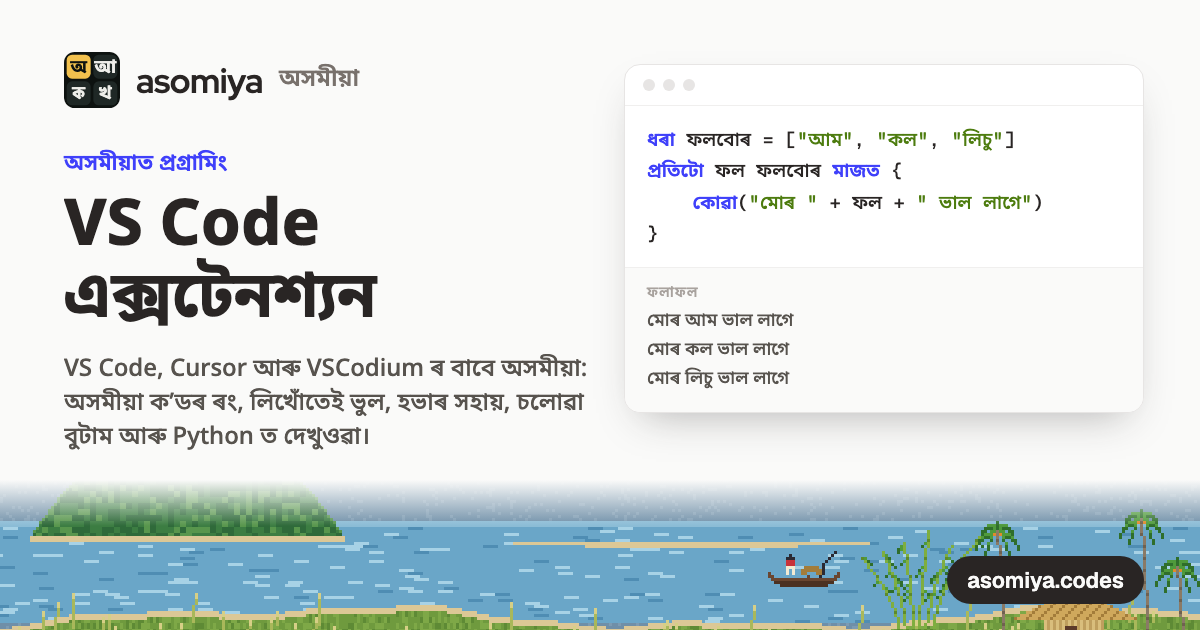 অ আ
ক খ
asomiya অসমীয়া
অসমীয়াত প্ৰগ্ৰামিং
VS Code
এক্সটেনশ্যন
VS Code, Cursor আৰু VSCodium ৰ বাবে অসমীয়া:
অসমীয়া ক’ডৰ ৰং, লিখোঁতেই ভুল, হভাৰ সহায়, চলোৱা
বুটাম আৰু Python ত দেখুওৱা।
ধৰা ফলবোৰ = ["আম", "কল", "লিচু"]
প্ৰতিটো ফল ফলবোৰ মাজত {
    কোৱা("মোৰ " + ফল + " ভাল লাগে")
}
ফলাফল
মোৰ আম ভাল লাগে
মোৰ কল ভাল লাগে
মোৰ লিচু ভাল লাগে
asomiya.codes